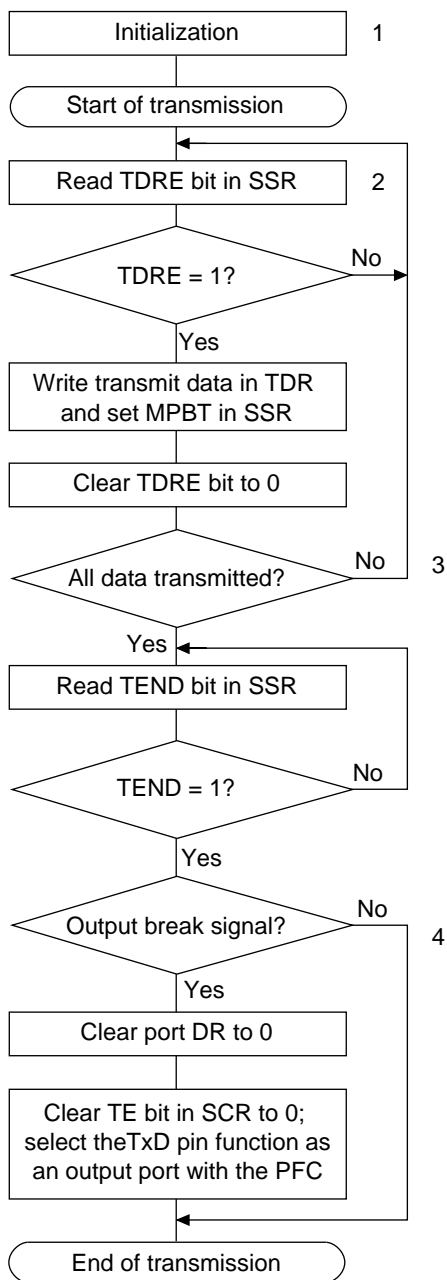 Initialization
1
Start of transmission
Read TDRE bit in SSR
2
TDRE = 1?
No
Yes
Write transmit data in TDR
and set MPBT in SSR
Clear TDRE bit to 0
All data transmitted?
No
3
Yes
Read TEND bit in SSR
TEND = 1?
No
Yes
Output break signal?
No
4
Yes
Clear port DR to 0
Clear TE bit in SCR to 0;
select theTxD pin function as
an output port with the PFC
End of transmission